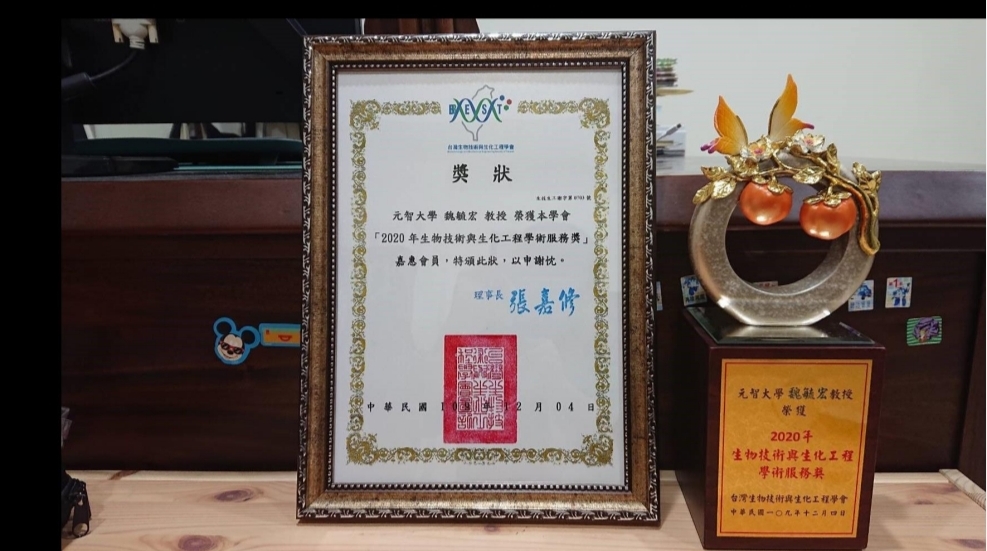 BEST
台灣生物技術與生化工程學會
獎 狀
元智大學 魏毓宏 教授 榮獲本學會
「2020 年生物技術與生化工程學術服務獎」
嘉惠會員,特頒此狀,以申謝忱。
理事長 張嘉修
中 華 民 國 109 年 12 月 04 日
元智大學 魏毓宏 教授
榮獲
2020年
生物技術與生化工程
學術服務獎
台灣生物技術與生化工程學會
中華民國一〇九年十二月四日